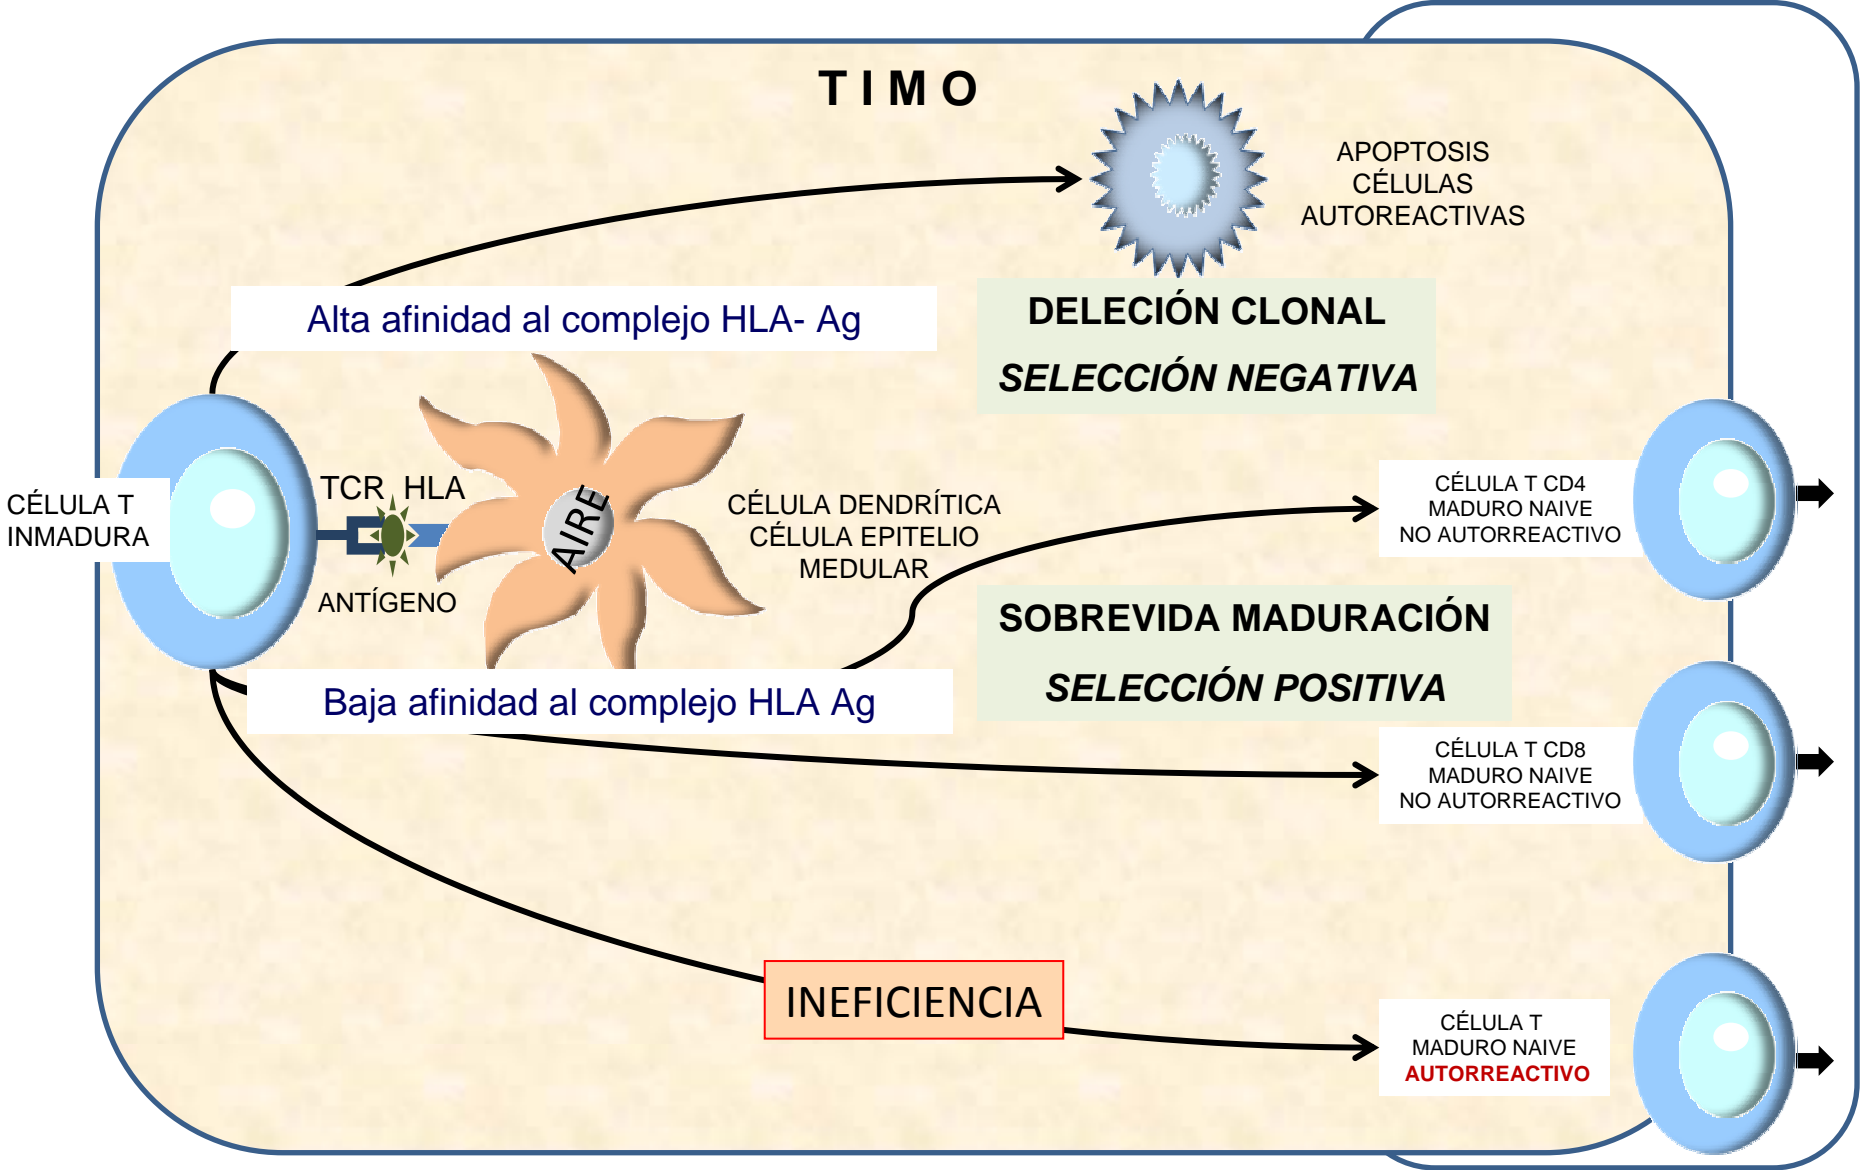 T I M O
APOPTOSIS
CÉLULAS
AUTOREACTIVAS
Alta afinidad al complejo HLA- Ag
DELECIÓN CLONAL
SELECCIÓN NEGATIVA
CÉLULA T
INMADURA
TCR HLA
ANTÍGENO
AIRE
CÉLULA DENDRÍTICA
CÉLULA EPITELIO
MEDULAR
CÉLULA T CD4
MADURO NAIVE
NO AUTORREACTIVO
SOBREVIDA MADURACIÓN
SELECCIÓN POSITIVA
Baja afinidad al complejo HLA Ag
CÉLULA T CD8
MADURO NAIVE
NO AUTORREACTIVO
INEFICIENCIA
CÉLULA T
MADURO NAIVE
AUTORREACTIVO